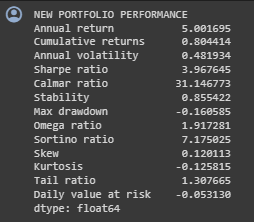 NEW PORTFOLIO PERFORMANCE
Annual return 5.001695
Cumulative returns 0.804414
Annual volatility 0.481934
Sharpe ratio 3.967645
Calmar ratio 31.146773
Stability 0.855422
Max drawdown -0.160585
Omega ratio 1.917281
Sortino ratio 7.175025
Skew 0.120113
Kurtosis -0.125815
Tail ratio 1.307665
Daily value at risk -0.053130
dtype: float64